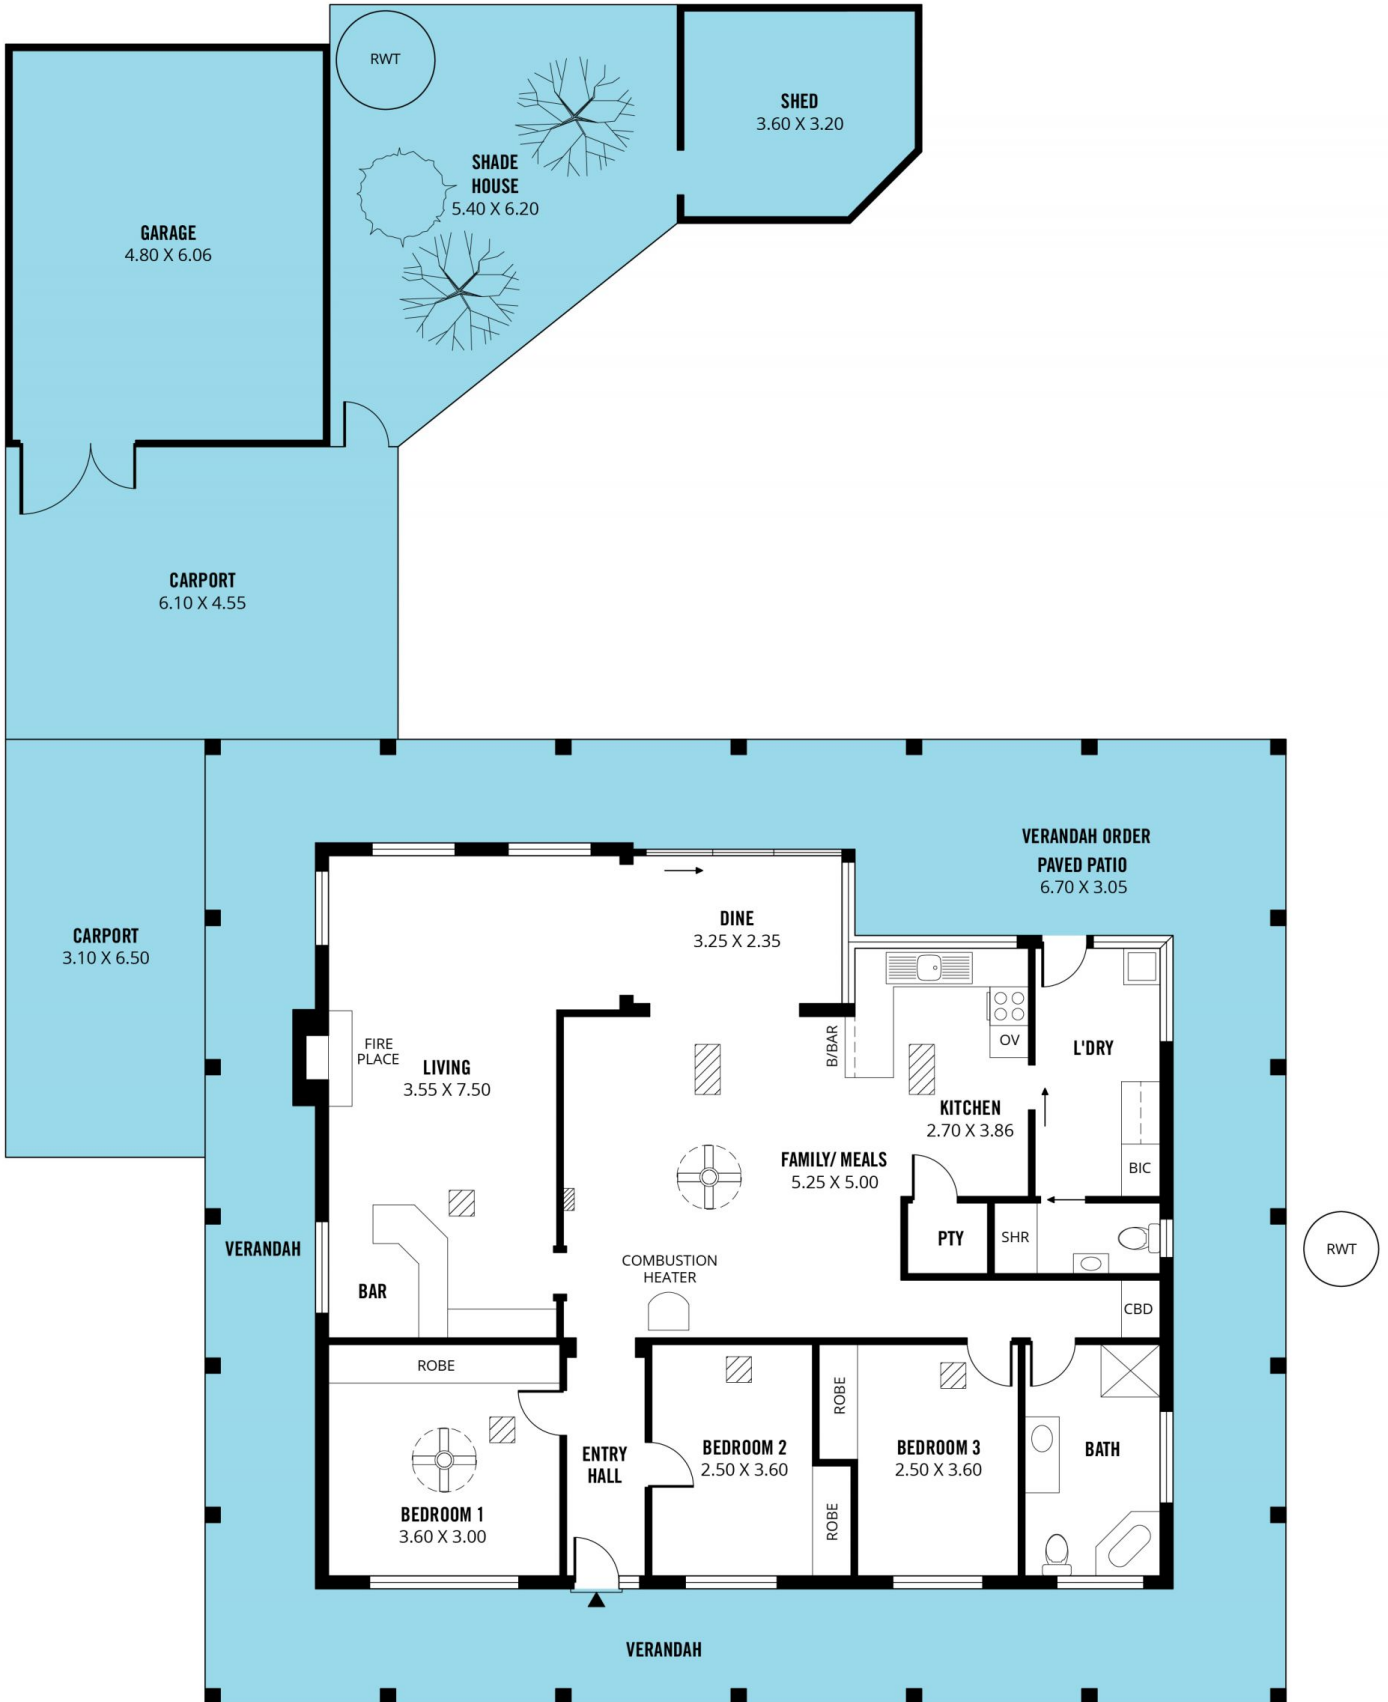 RWT
SHED
3.60 X 3.20
SHADE
HOUSE
5.40 X 6.20
GARAGE
4.80 X 6.06
CARPORT
6.10 X 4.55
VERANDAH ORDER
PAVED PATIO
6.70 X 3.05
DINE
3.25 X 2.35
CARPORT
3.10 X 6.50
FIRE
PLACE
LIVING
3.55 X 7.50
B/BAR
OV
L'DRY
KITCHEN
2.70 X 3.86
FAMILY/ MEALS
5.25 X 5.00
BIC
PTY
SHR
VERANDAH
RWT
COMBUSTION
HEATER
BAR
CBD
ROBE
ROBE
BEDROOM 2
2.50 X 3.60
BEDROOM 3
2.50 X 3.60
BATH
ENTRY
HALL
BEDROOM 1
3.60 X 3.00
ROBE
VERANDAH